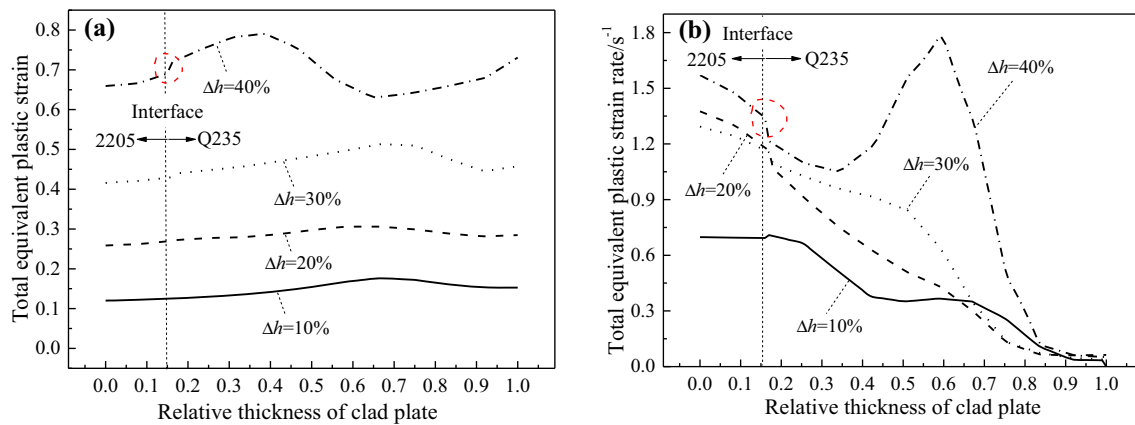 (a)
Total equivalent plastic strain
0.8
0.7
0.6
0.5
0.4
0.3
0.2
0.1
0.0
Δh=40%
Interface
2205
Q235
Δh=30%
Δh=20%
Δh=10%
0.0 0.1 0.2 0.3 0.4 0.5 0.6 0.7 0.8 0.9 1.0
Relative thickness of clad plate
(b)
Total equivalent plastic strain rate/s⁻¹
1.8
1.5
1.2
0.9
0.6
0.3
0.0
Interface
2205
Q235
Δh=40%
Δh=30%
Δh=20%
Δh=10%
0.0 0.1 0.2 0.3 0.4 0.5 0.6 0.7 0.8 0.9 1.0
Relative thickness of clad plate